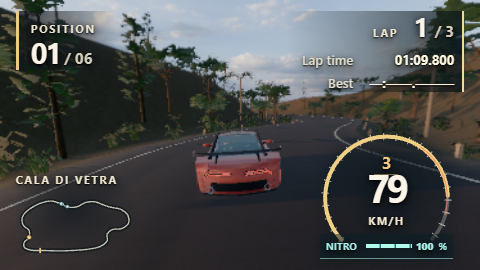 POSITION
01 / 06
LAP 1 / 3
Lap time 01:09.800
Best --:--.---
CALA DI VETRA
3
79
KM/H
NITRO 100 %